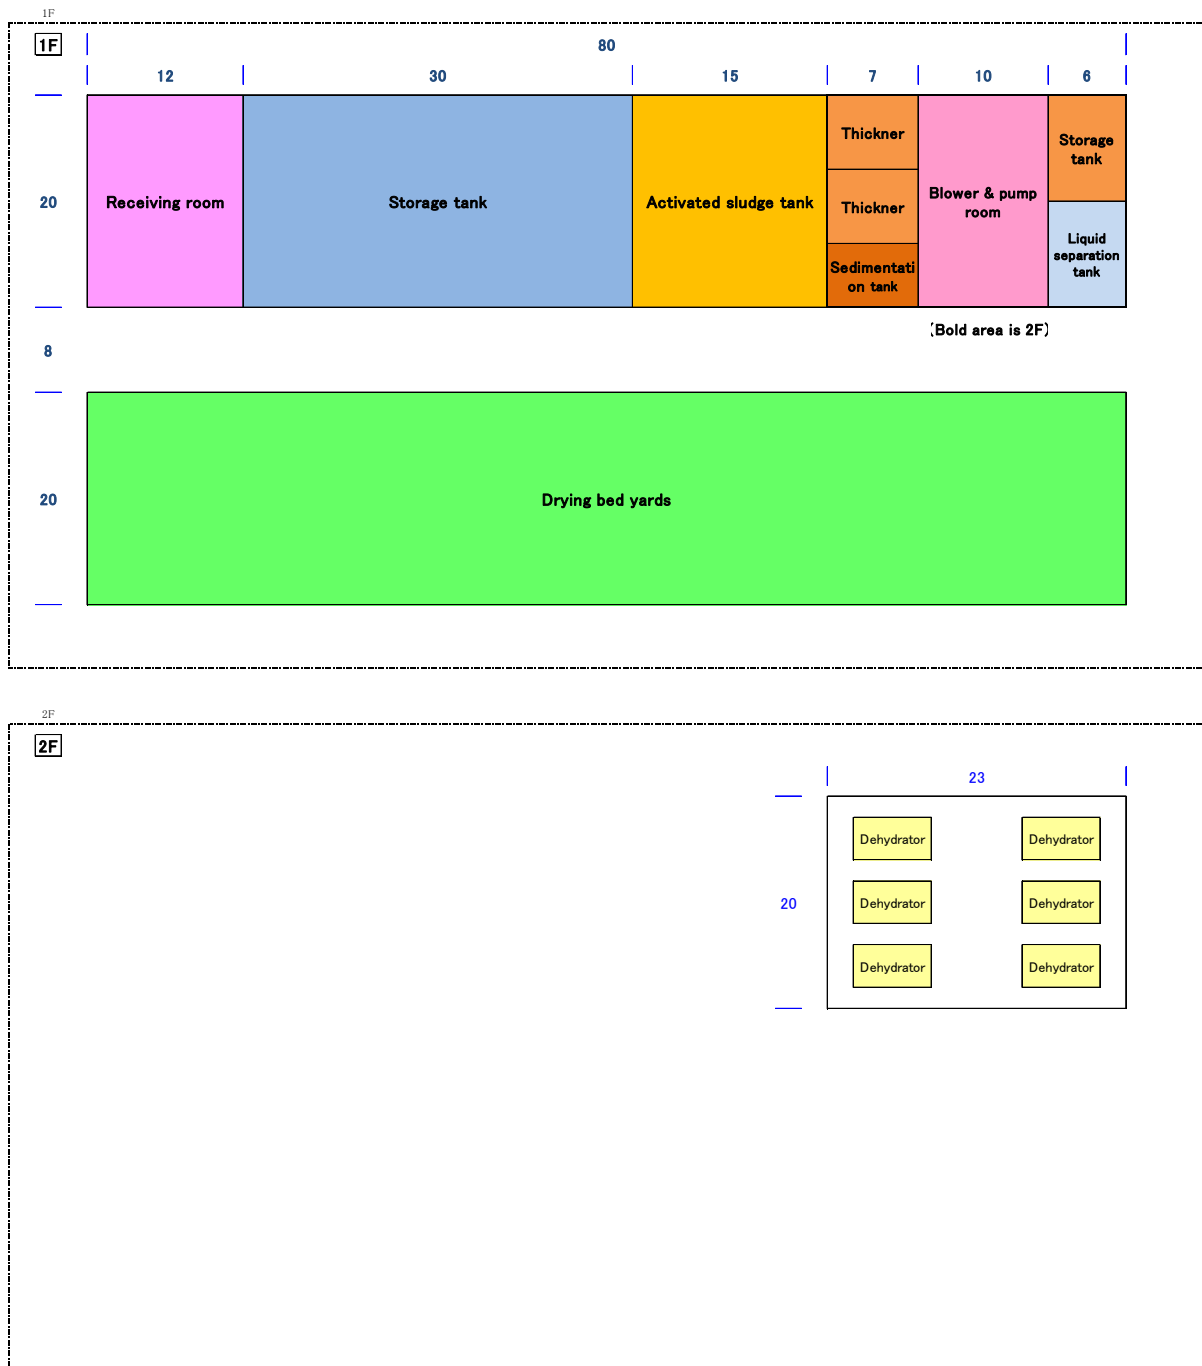 1F
1F
80
12 30 15 7 10 6
Thickner
Storage
tank
20
Receiving room
Storage tank
Activated sludge tank
Thickner
Blower & pump
room
Liquid
separation
tank
Sedimentati
on tank
(Bold area is 2F)
8
20
Drying bed yards
2F
2F
23
Dehydrator Dehydrator
20
Dehydrator Dehydrator
Dehydrator Dehydrator